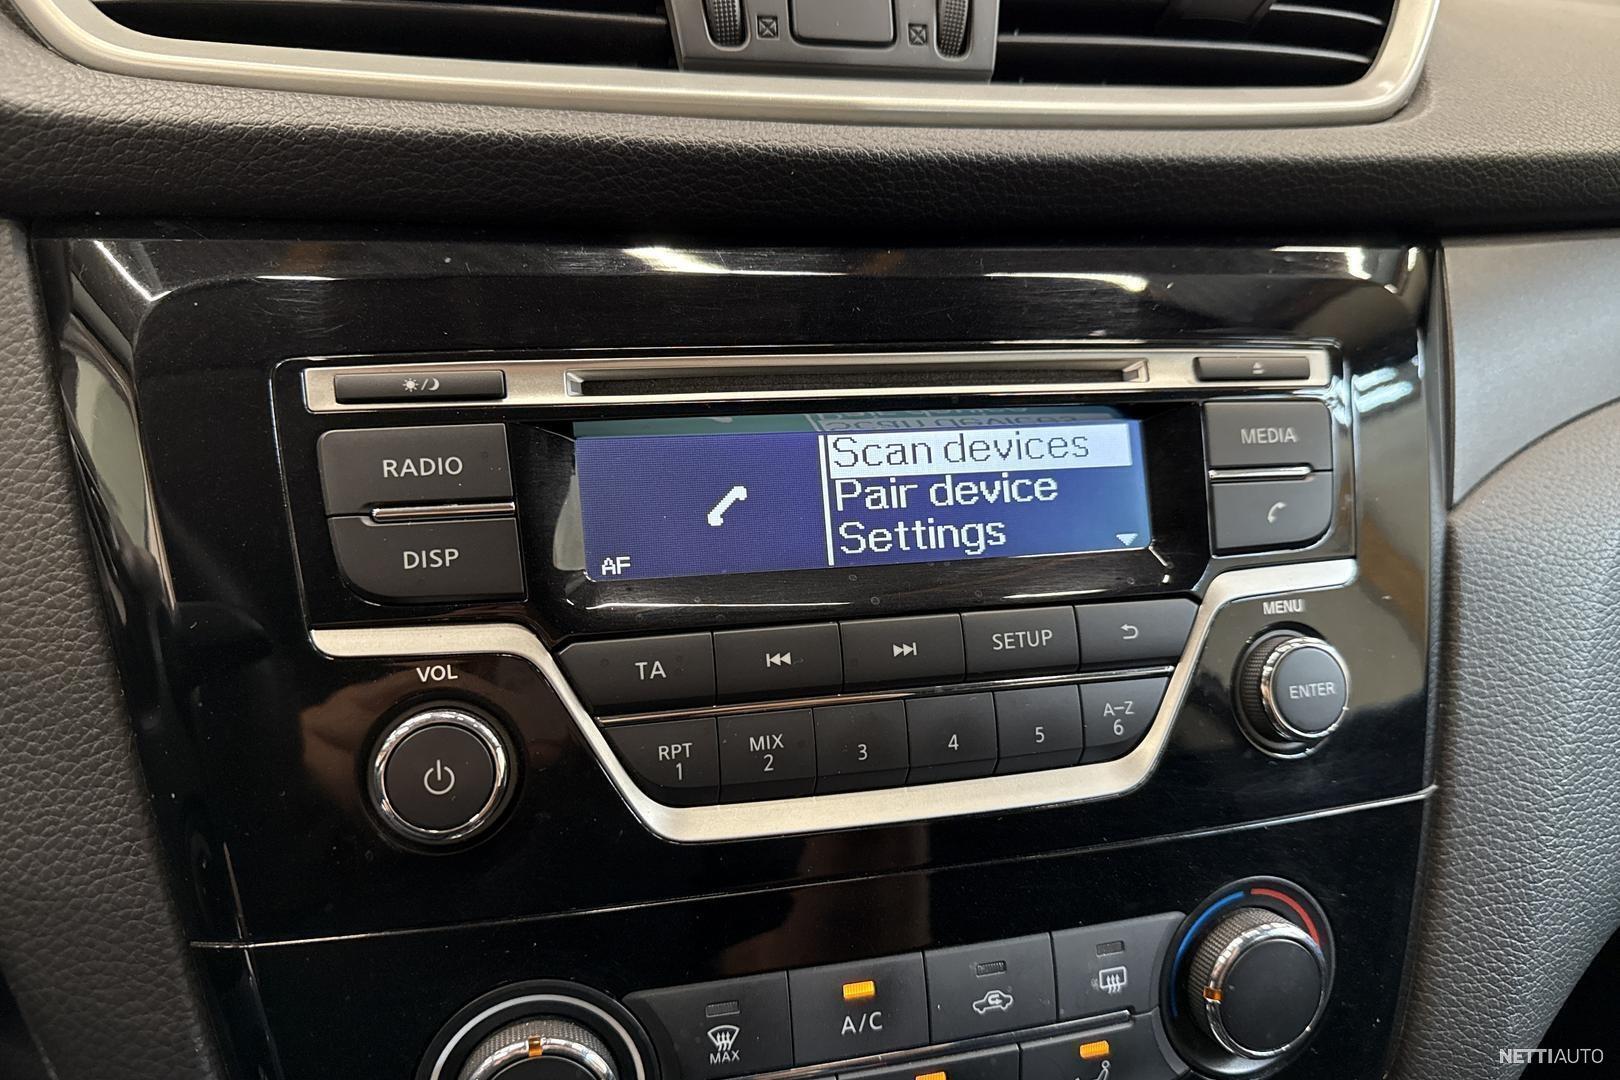 RADIO
DISP
Scan devices
Pair device
Settings
AF
MEDIA
MENU
ENTER
VOL
TA
SETUP
RPT
1
MIX
2
3
4
5
A-Z
6
MAX
A/C
NETTIAUTO